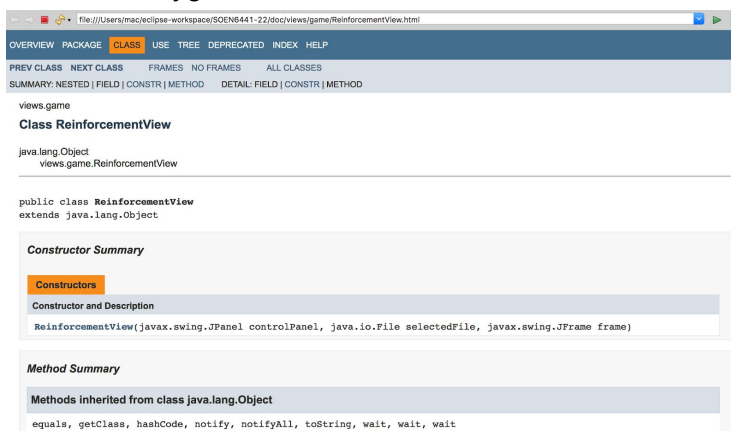 file:///Users/mac/eclipse-workspace/SOEN6441-22/doc/views/game/ReinforcementView.html
OVERVIEW PACKAGE CLASS USE TREE DEPRECATED INDEX HELP
PREV CLASS NEXT CLASS FRAMES NO FRAMES ALL CLASSES
SUMMARY: NESTED | FIELD | CONSTR | METHOD DETAIL: FIELD | CONSTR | METHOD
views.game
Class ReinforcementView
java.lang.Object
views.game.ReinforcementView
public class ReinforcementView
extends java.lang.Object
Constructor Summary
Constructors
Constructor and Description
ReinforcementView(javax.swing.JPanel controlPanel, java.io.File selectedFile, javax.swing.JFrame frame)
Method Summary
Methods inherited from class java.lang.Object
equals, getClass, hashCode, notify, notifyAll, toString, wait, wait, wait